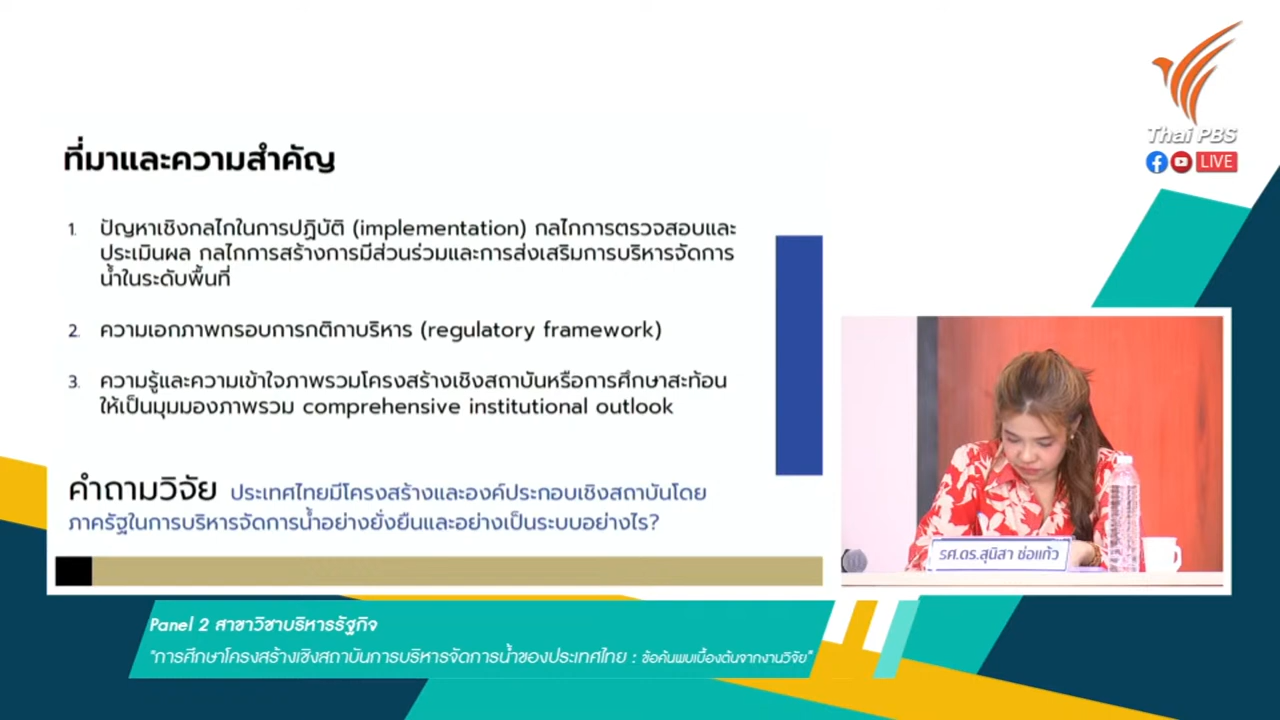 Thai PBS
LIVE
ที่มาและความสำคัญ
1. ปัญหาเชิงกลไกในการปฏิบัติ (implementation) กลไกการตรวจสอบและ
ประเมินผล กลไกการสร้างการมีส่วนร่วมและการส่งเสริมการบริหารจัดการ
น้ำในระดับพื้นที่
2. ความเอกภาพกรอบการกติกาบริหาร (regulatory framework)
3. ความรู้และความเข้าใจภาพรวมโครงสร้างเชิงสถาบันหรือการศึกษาสะท้อน
ให้เป็นมุมมองภาพรวม comprehensive institutional outlook
คำถามวิจัย ประเทศไทยมีโครงสร้างและองค์ประกอบเชิงสถาบันโดย
ภาครัฐในการบริหารจัดการน้ำอย่างยั่งยืนและอย่างเป็นระบบอย่างไร?
รศ.ดร.สุนิสา ช่อแก้ว
Panel 2 สาขาวิชาบริหารรัฐกิจ
"การศึกษาโครงสร้างเชิงสถาบันการบริหารจัดการน้ำของประเทศไทย : ข้อค้นพบเบื้องต้นจากงานวิจัย"